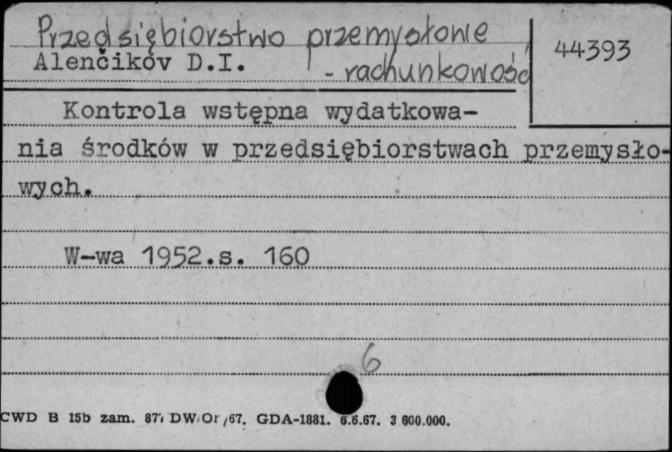 Przedsiębiorstwo przemysłowe
44393
Alenčikov D.I.
- rachunkowość
Kontrola wstępna wydatkowa-
nia środków w przedsiębiorstwach przemysło-
wych.
W-wa 1952.s. 160
6
CWD B 15b zam. 87/ DW/Or/67. GDA-1881. 6.6.67. 3 600.000.